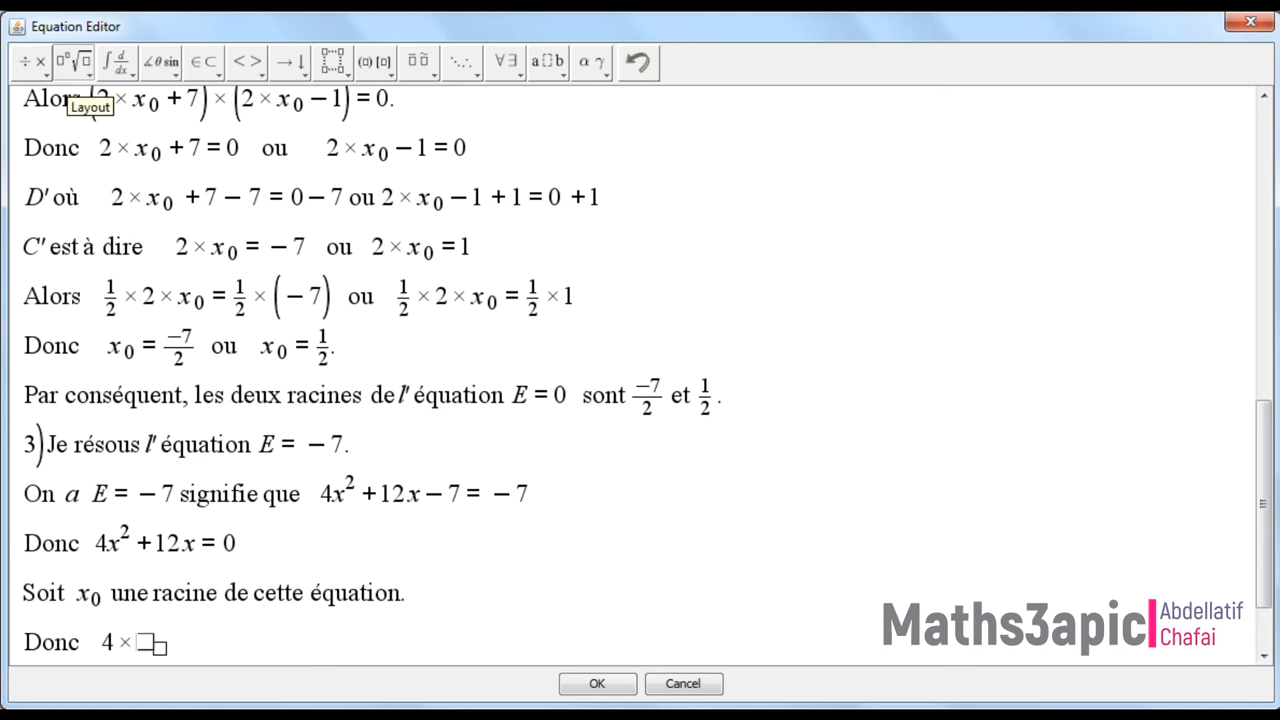 Equation Editor
÷ × □√□ ∫ d/dx ∠θ sin ∈ ⊂ < > → ↓ (▫) [▫] ∀∃ a□b α γ
Alors (2 × x₀ + 7) × (2 × x₀ − 1) = 0.
Layout
Donc 2 × x₀ + 7 = 0 ou 2 × x₀ − 1 = 0
D' où 2 × x₀ + 7 − 7 = 0 − 7 ou 2 × x₀ − 1 + 1 = 0 + 1
C' est à dire 2 × x₀ = − 7 ou 2 × x₀ = 1
Alors 1/2 × 2 × x₀ = 1/2 × (− 7) ou 1/2 × 2 × x₀ = 1/2 × 1
Donc x₀ = −7/2 ou x₀ = 1/2.
Par conséquent, les deux racines de l' équation E = 0 sont −7/2 et 1/2 .
3) Je résous l' équation E = − 7.
On a E = − 7 signifie que 4x² + 12x − 7 = − 7
Donc 4x² + 12x = 0
Soit x₀ une racine de cette équation.
Donc 4 × □□
Maths3apic
Abdellatif
Chafai
OK Cancel